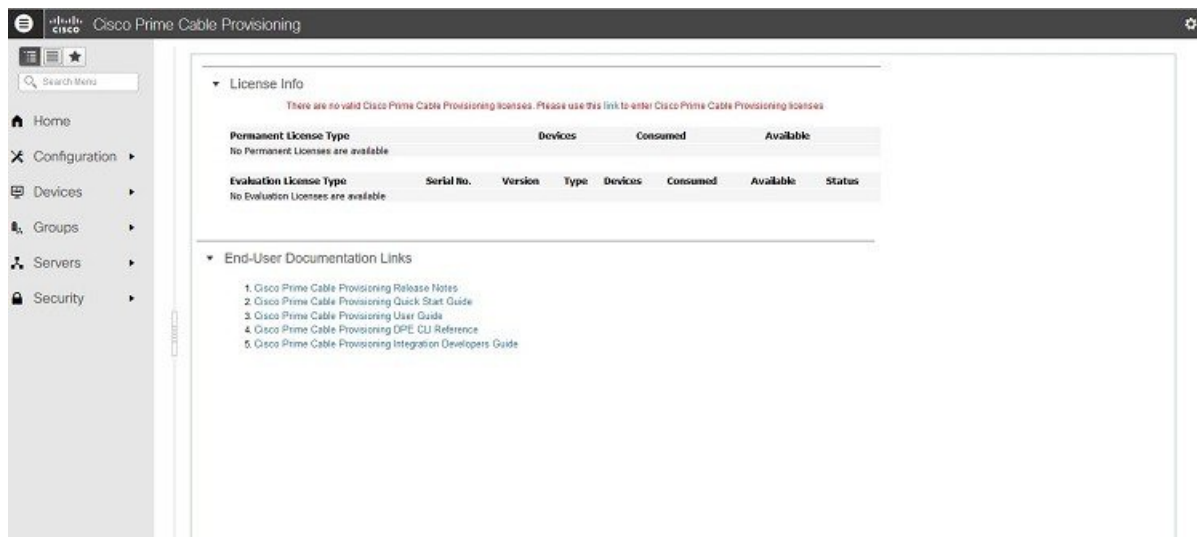 CISCO Cisco Prime Cable Provisioning
Search Menu
Home
Configuration
Devices
Groups
Servers
Security
License Info
There are no valid Cisco Prime Cable Provisioning licenses. Please use this link to enter Cisco Prime Cable Provisioning licenses
Permanent License Type Devices Consumed Available
No Permanent Licenses are available
Evaluation License Type Serial No. Version Type Devices Consumed Available Status
No Evaluation Licenses are available
End-User Documentation Links
1. Cisco Prime Cable Provisioning Release Notes
2. Cisco Prime Cable Provisioning Quick Start Guide
3. Cisco Prime Cable Provisioning User Guide
4. Cisco Prime Cable Provisioning DPE CLI Reference
5. Cisco Prime Cable Provisioning Integration Developers Guide